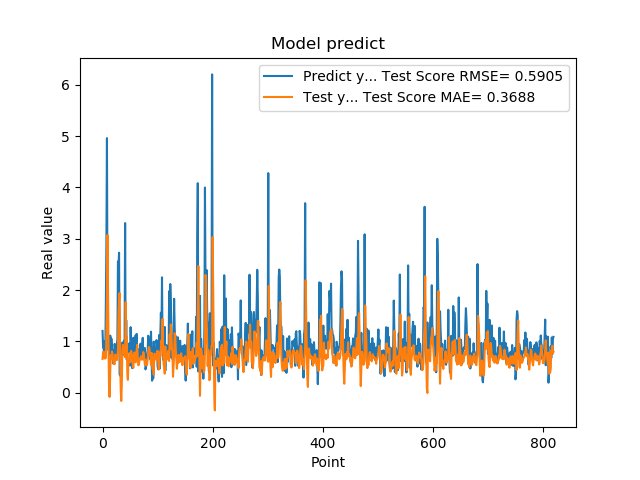 Model predict
Predict y... Test Score RMSE= 0.5905
Test y... Test Score MAE= 0.3688
Real value
6
5
4
3
2
1
0
0 200 400 600 800
Point